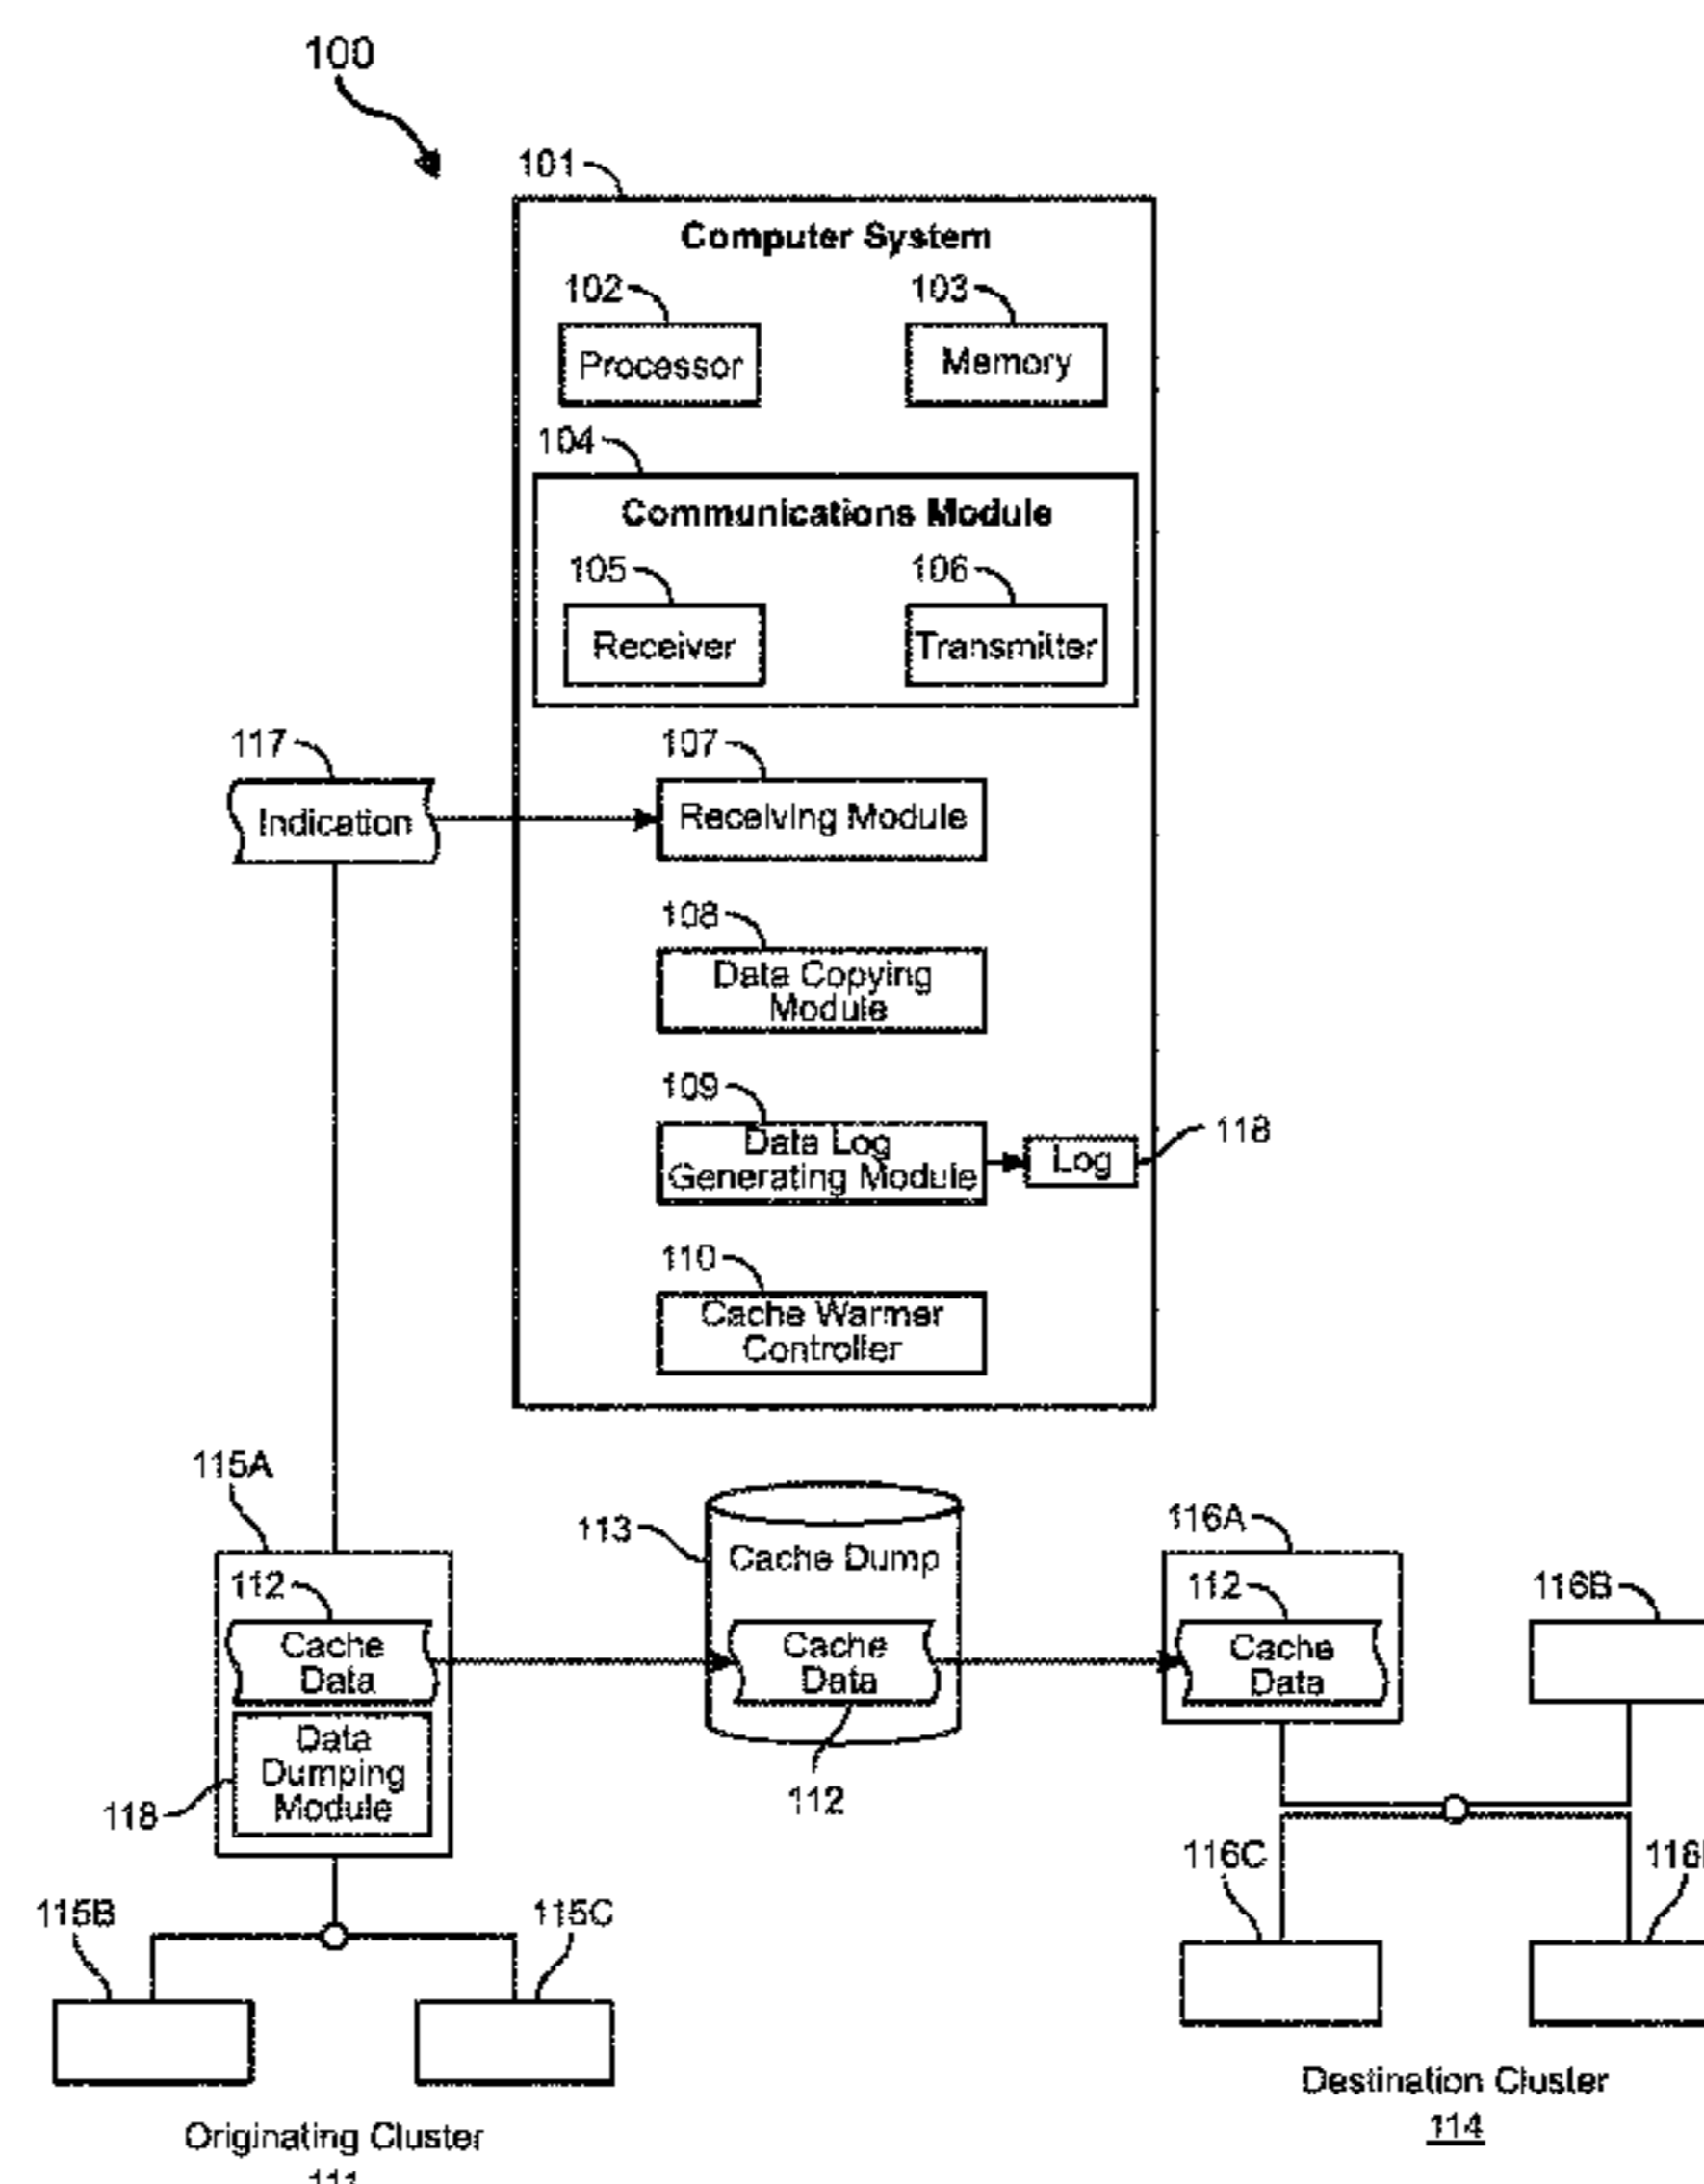 100
101
Computer System
102
103
Processor
Memory
104
Communications Module
105
106
Receiver
Transmitter
117
107
Indication
Receiving Module
108
Data Copying
Module
109
118
Data Log
Generating Module
Log
110
Cache Warmer
Controller
115A
113
116A
Cache Dump
112
112
116B
Cache
Data
Cache
Data
Cache
Data
Data
Dumping
Module
118
112
116C
115B
115C
Destination Cluster
114
Originating Cluster
111